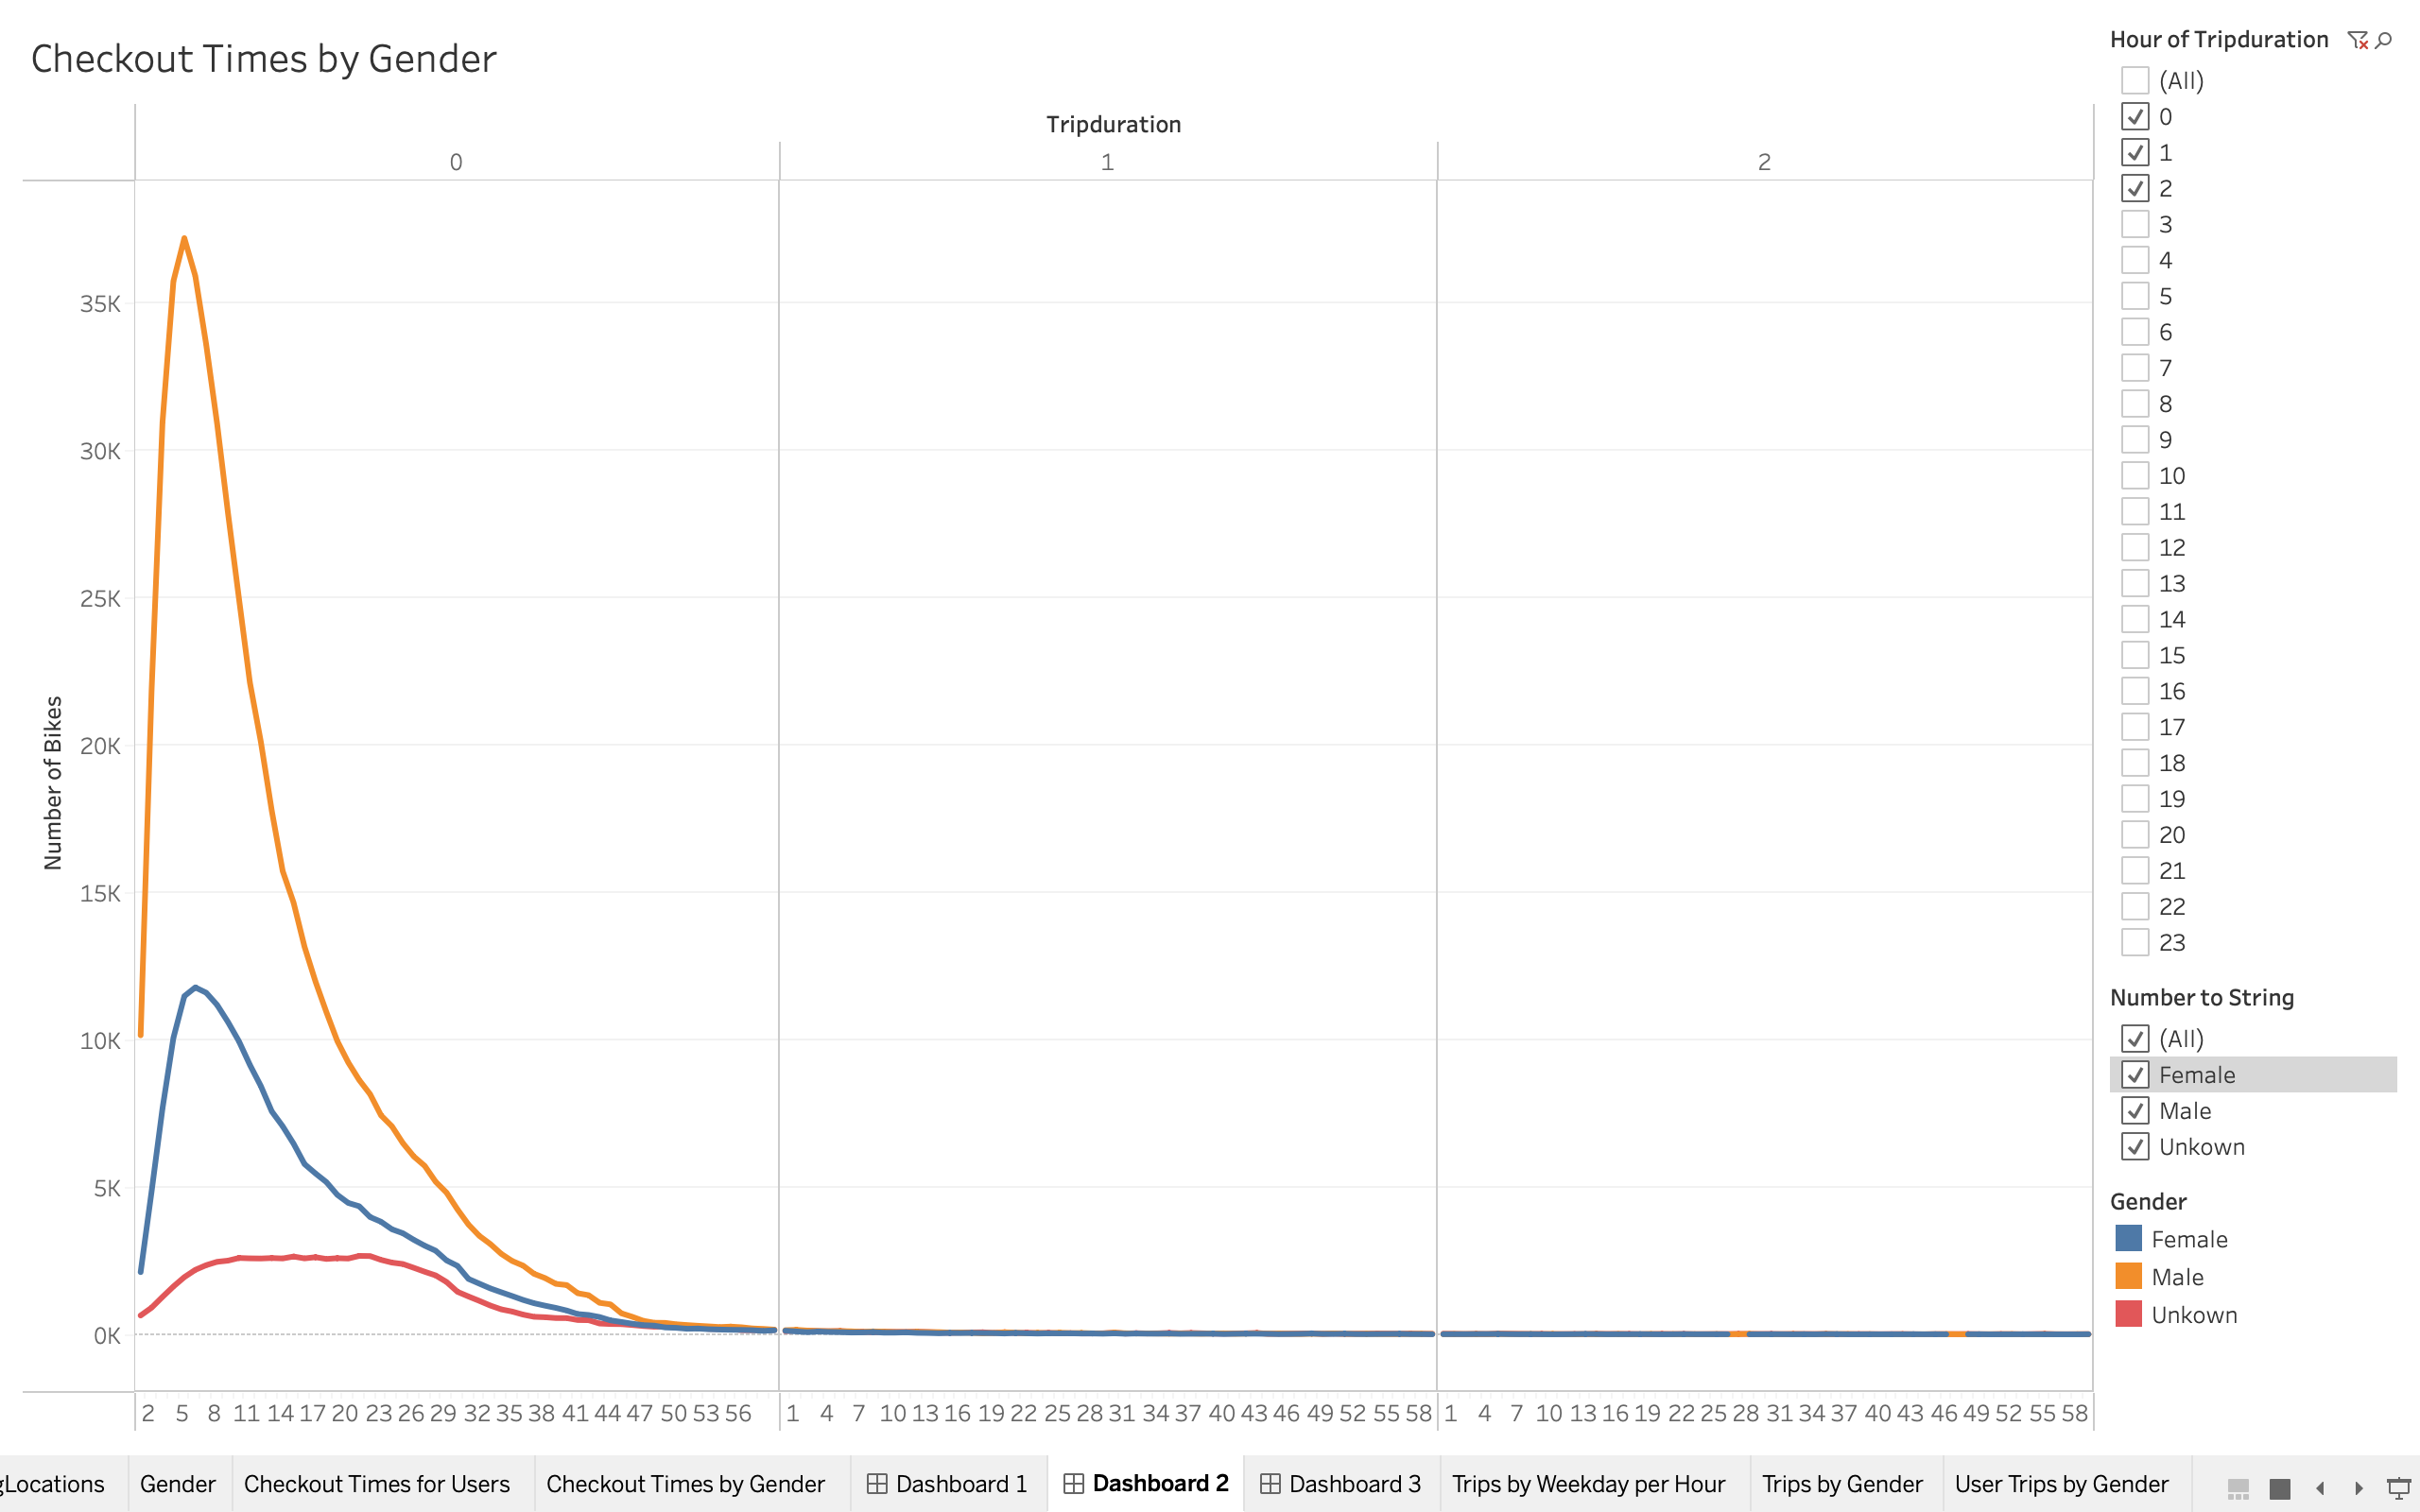 Checkout Times by Gender
Tripduration
0 1 2
35K
30K
25K
20K
15K
10K
5K
0K
Number of Bikes
2 5 8 11 14 17 20 23 26 29 32 35 38 41 44 47 50 53 56 1 4 7 10 13 16 19 22 25 28 31 34 37 40 43 46 49 52 55 58 1 4 7 10 13 16 19 22 25 28 31 34 37 40 43 46 49 52 55 58
Hour of Tripduration
(All)
0
1
2
3
4
5
6
7
8
9
10
11
12
13
14
15
16
17
18
19
20
21
22
23
Number to String
(All)
Female
Male
Unkown
Gender
Female
Male
Unkown
gLocations Gender Checkout Times for Users Checkout Times by Gender Dashboard 1 Dashboard 2 Dashboard 3 Trips by Weekday per Hour Trips by Gender User Trips by Gender